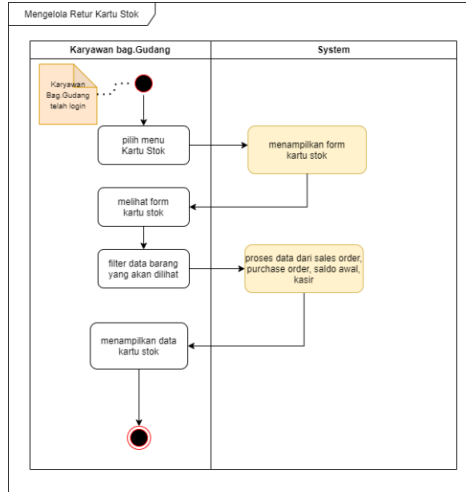 Mengelola Retur Kartu Stok
Karyawan bag.Gudang
System
Karyawan
Bag.Gudang
telah login
pilih menu
Kartu Stok
menampilkan form
kartu stok
melihat form
kartu stok
filter data barang
yang akan dilihat
proses data dari sales order,
purchase order, saldo awal,
kasir
menampilkan data
kartu stok